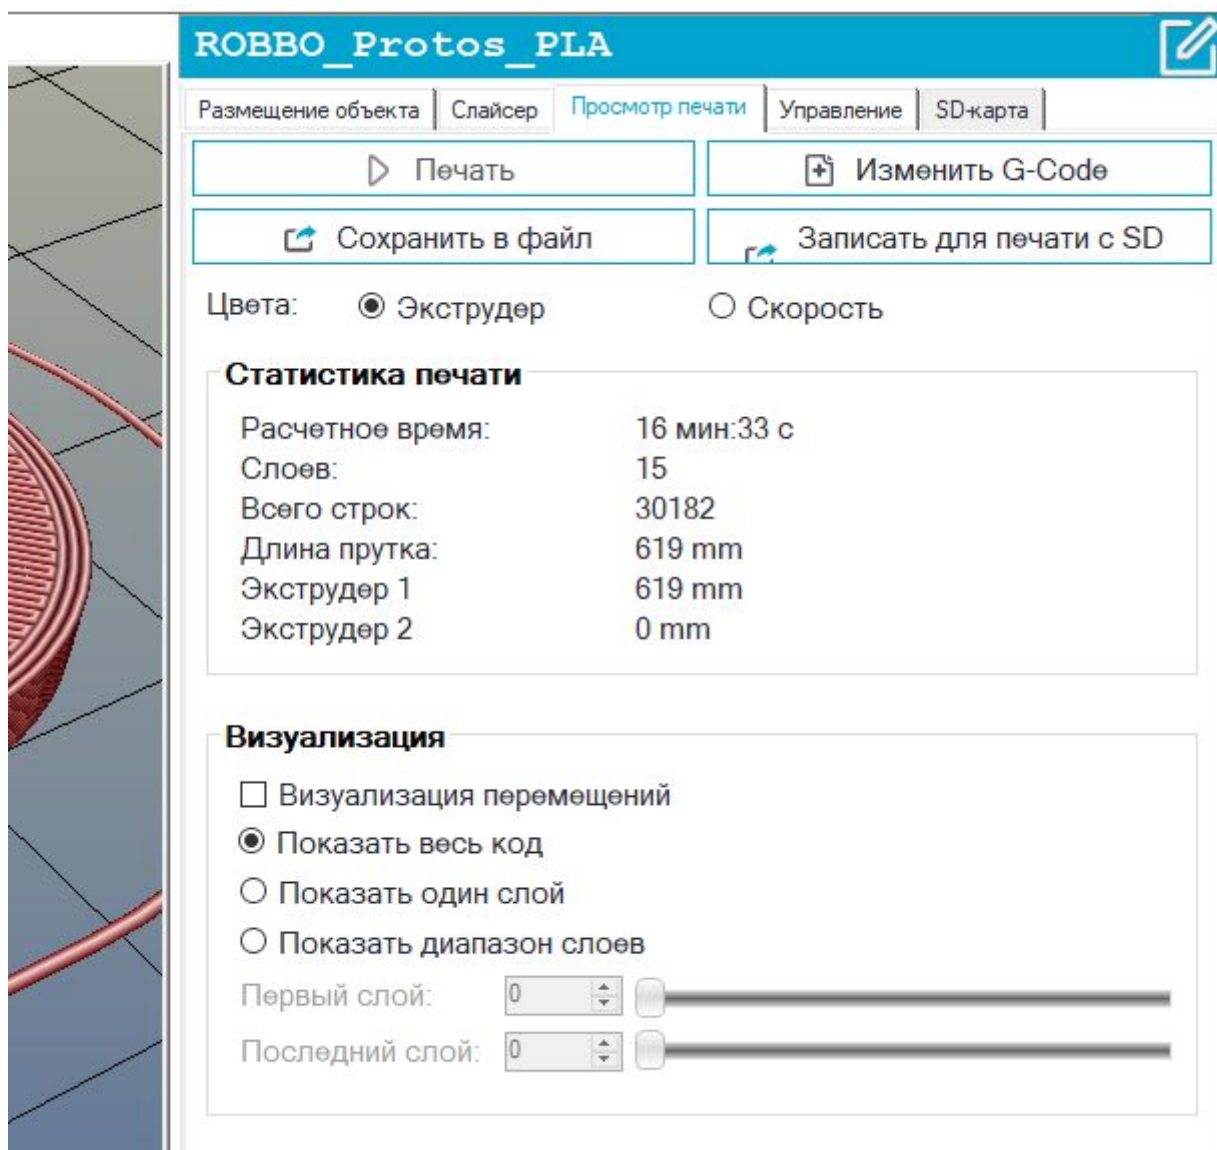 ROBBO_Protos_PLA
Размещение объекта Слайсер Просмотр печати Управление SD-карта
Печать Изменить G-Code
Сохранить в файл Записать для печати с SD
Цвета: Экструдер Скорость
Статистика печати
Расчетное время: 16 мин:33 с
Слоев: 15
Всего строк: 30182
Длина прутка: 619 mm
Экструдер 1 619 mm
Экструдер 2 0 mm
Визуализация
Визуализация перемещений
Показать весь код
Показать один слой
Показать диапазон слоев
Первый слой: 0
Последний слой: 0